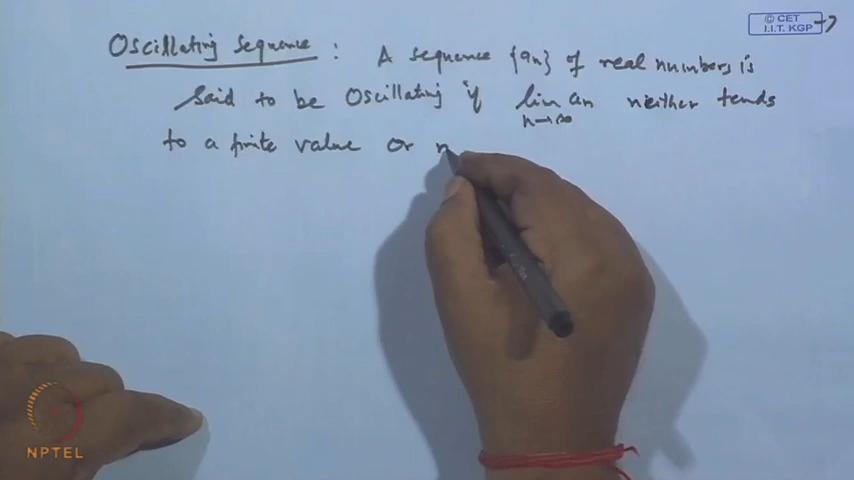 © CET
I.I.T. KGP
Oscillating Sequence : A sequence {an} of real numbers is
said to be Oscillating if lim an neither tends
n→∞
to a finite value or n
NPTEL